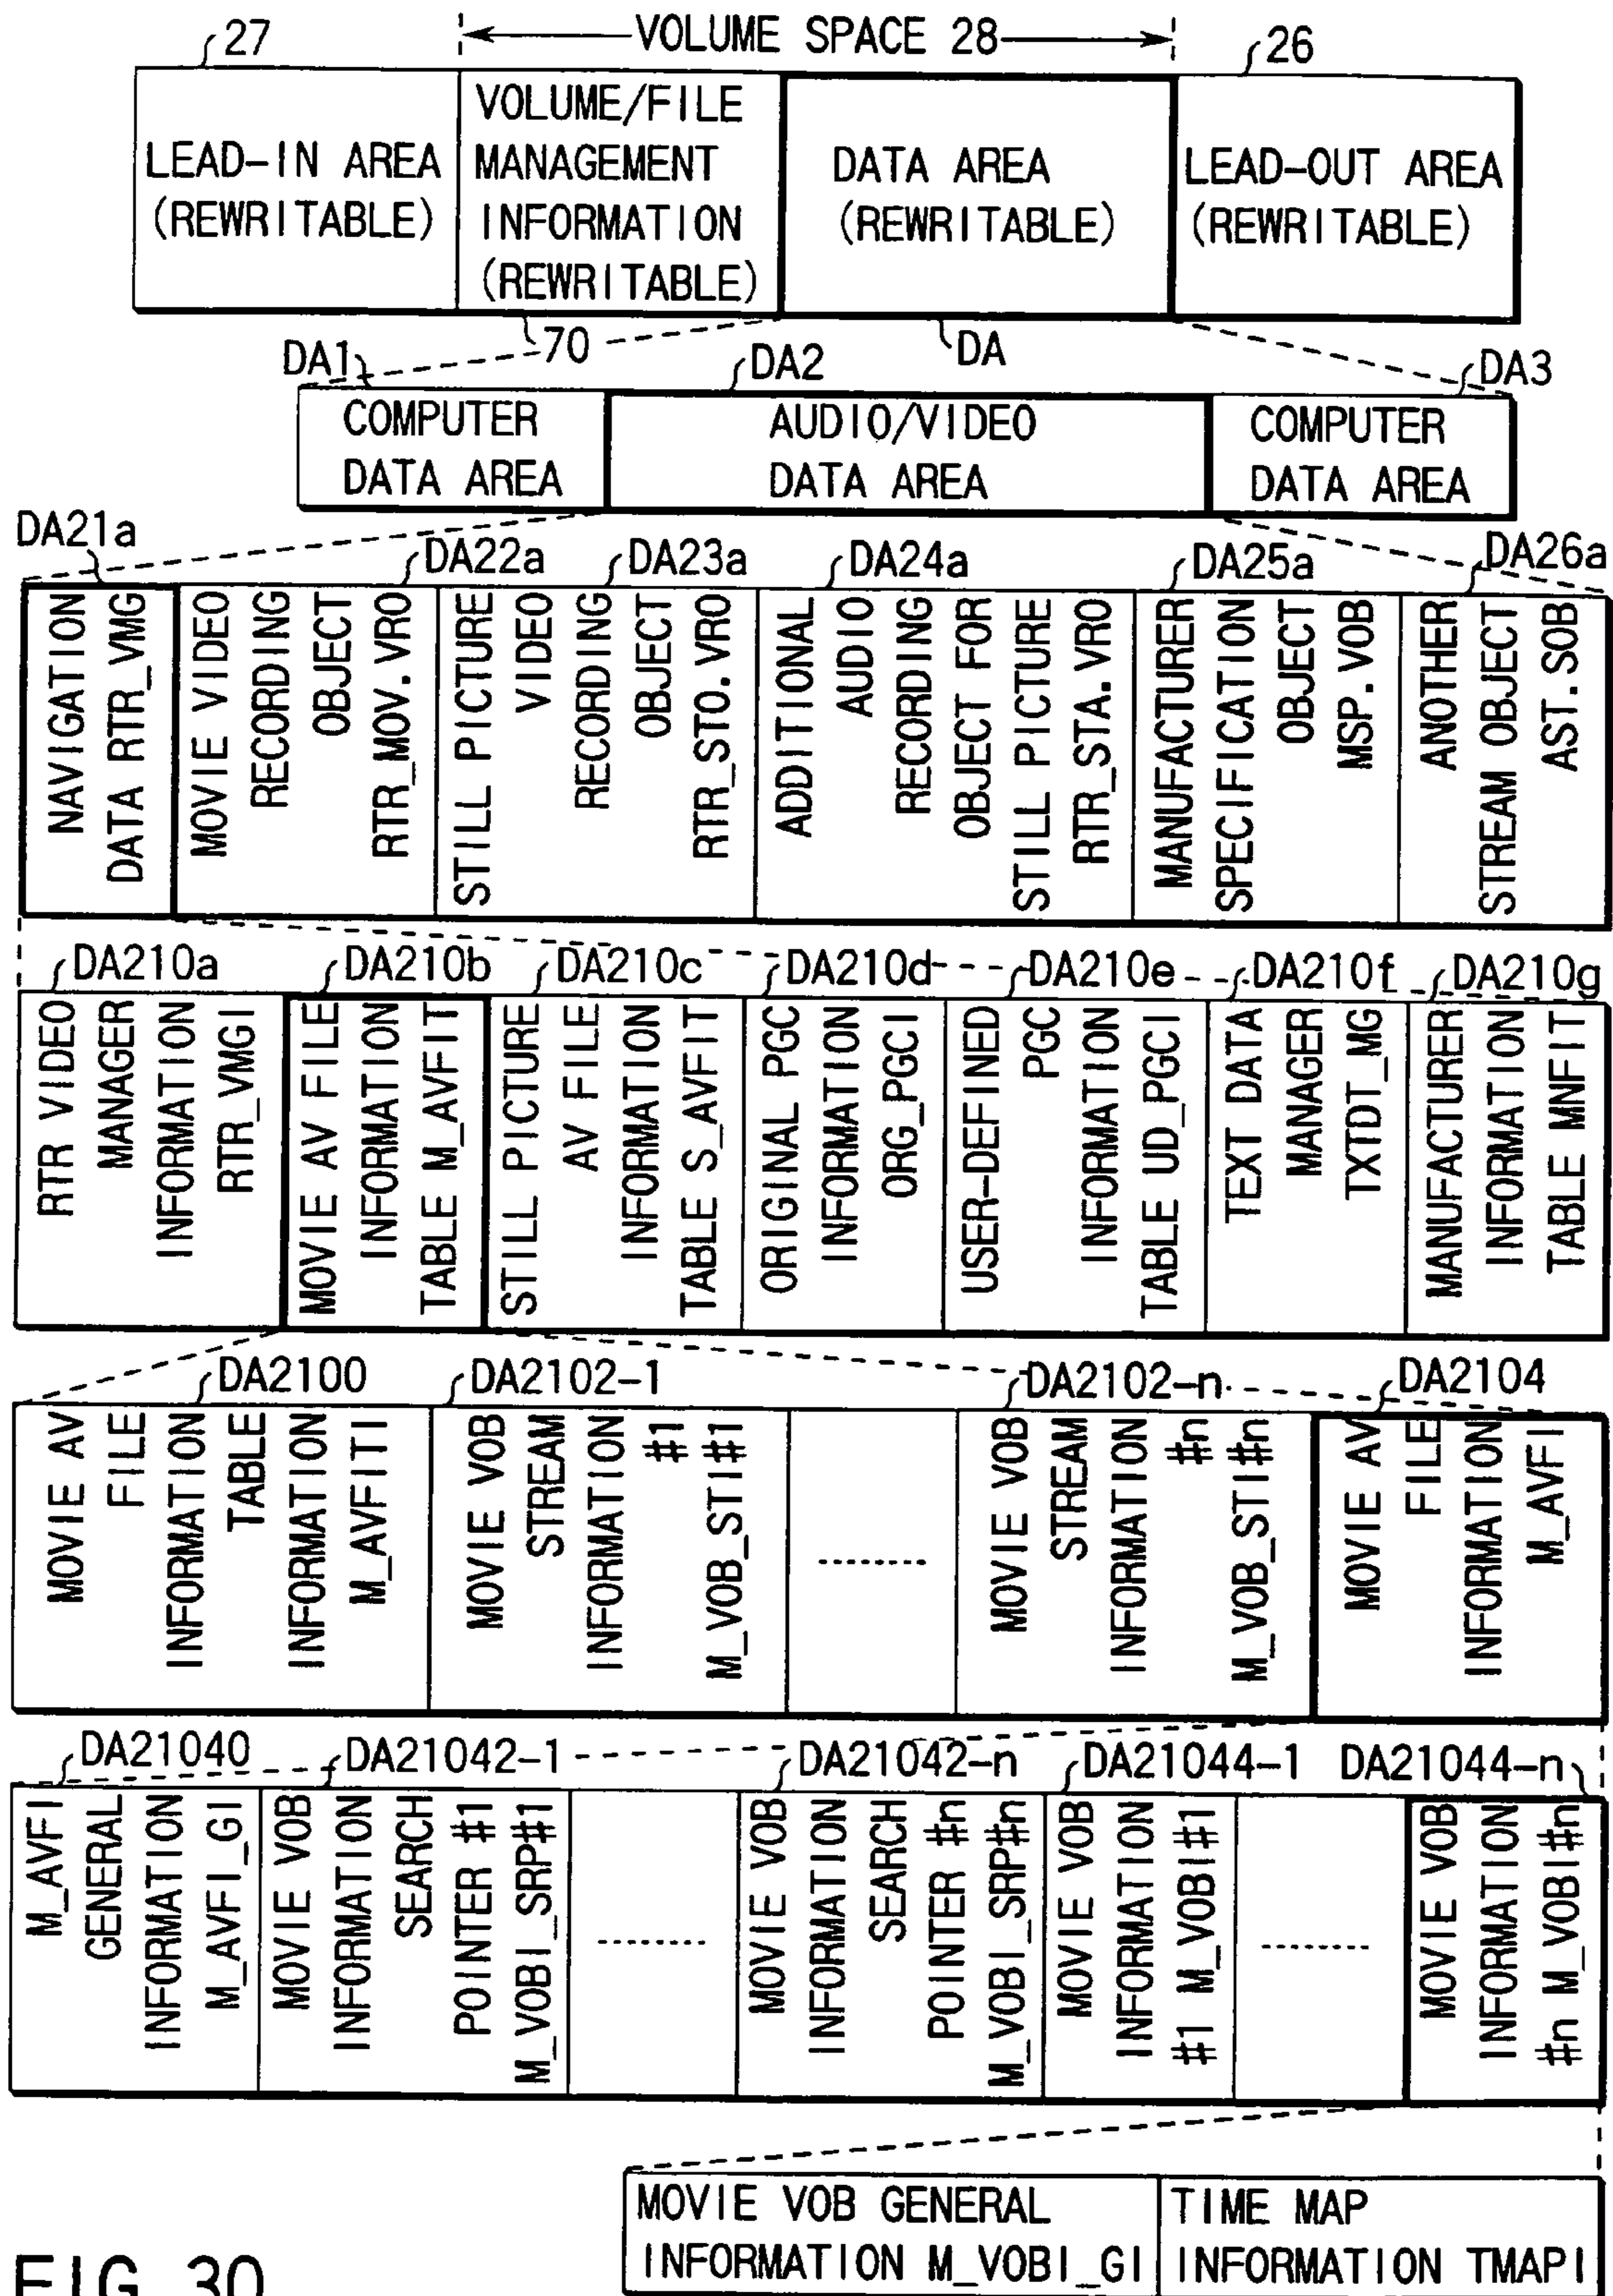 27
VOLUME SPACE 28
26
LEAD-IN AREA
(REWRITABLE)
VOLUME/FILE
MANAGEMENT
INFORMATION
(REWRITABLE)
DATA AREA
(REWRITABLE)
LEAD-OUT AREA
(REWRITABLE)
70
DA
DA1
DA2
DA3
COMPUTER
DATA AREA
AUDIO/VIDEO
DATA AREA
COMPUTER
DATA AREA
DA21a
DA22a
DA23a
DA24a
DA25a
DA26a
NAVIGATION
DATA RTR_VMG
MOVIE VIDEO
RECORDING
OBJECT
RTR_MOV.VRO
STILL PICTURE
VIDEO
RECORDING
OBJECT
RTR_STO.VRO
ADDITIONAL
AUDIO
RECORDING
OBJECT FOR
STILL PICTURE
RTR_STA.VRO
MANUFACTURER
SPECIFICATION
OBJECT
MSP.VOB
ANOTHER
STREAM OBJECT
AST.SOB
DA210a
DA210b
DA210c
DA210d
DA210e
DA210f
DA210g
RTR VIDEO
MANAGER
INFORMATION
RTR_VMGI
MOVIE AV FILE
INFORMATION
TABLE M_AVFIT
STILL PICTURE
AV FILE
INFORMATION
TABLE S_AVFIT
ORIGINAL PGC
INFORMATION
ORG_PGCI
USER-DEFINED
PGC
INFORMATION
TABLE UD_PGCI
TEXT DATA
MANAGER
TXTDT_MG
MANUFACTURER
INFORMATION
TABLE MNFIT
DA2100
DA2102-1
DA2102-n
DA2104
MOVIE AV
FILE
INFORMATION
TABLE
INFORMATION
M_AVFITI
MOVIE VOB
STREAM
INFORMATION
#1
M_VOB_STI#1
MOVIE VOB
STREAM
INFORMATION
#n
M_VOB_STI#n
MOVIE AV
FILE
INFORMATION
M_AVFI
DA21040
DA21042-1
DA21042-n
DA21044-1
DA21044-n
M_AVFI
GENERAL
INFORMATION
M_AVFI_GI
MOVIE VOB
INFORMATION
SEARCH
POINTER #1
M_VOBI_SRP#1
MOVIE VOB
INFORMATION
SEARCH
POINTER #n
M_VOBI_SRP#n
MOVIE VOB
INFORMATION
#1 M_VOBI#1
MOVIE VOB
INFORMATION
#n M_VOBI#n
MOVIE VOB GENERAL
INFORMATION M_VOBI_GI
TIME MAP
INFORMATION TMAPI
FIG. 30